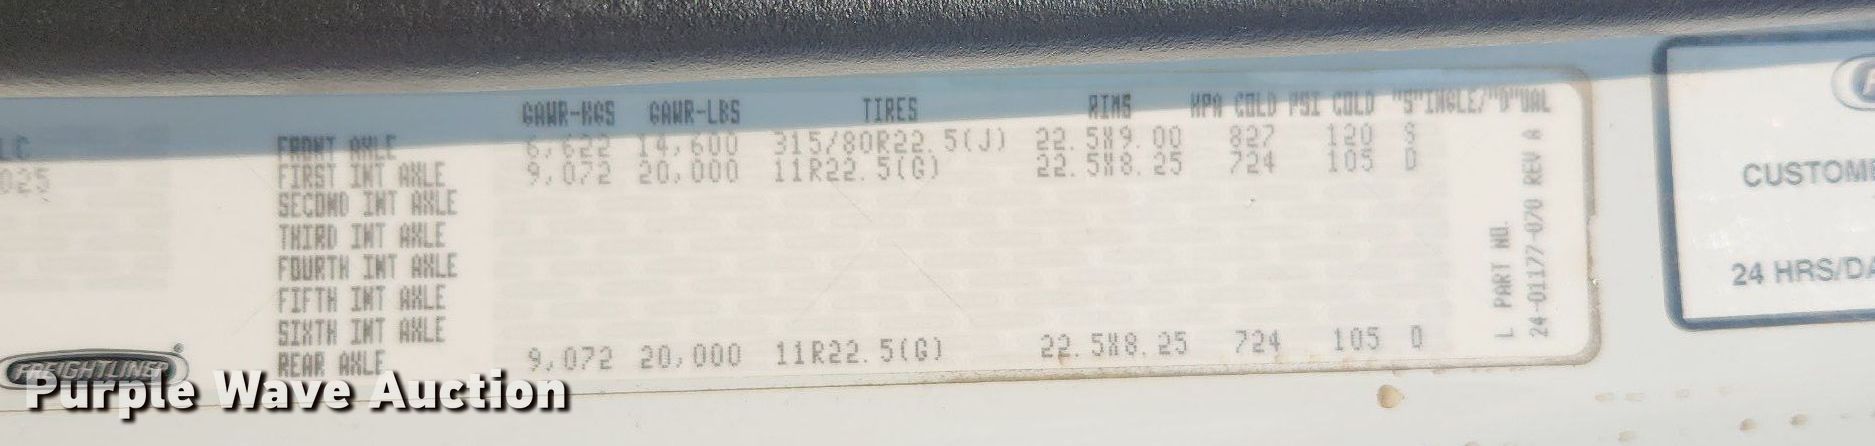 GAWR-KGS GAWR-LBS TIRES RIMS KPA COLD PSI COLD "S"INGLE/"D"UAL
FRONT AXLE 6,622 14,600 315/80R22.5(J) 22.5X9.00 827 120 S
FIRST INT AXLE 9,072 20,000 11R22.5(G) 22.5X8.25 724 105 D
SECOND INT AXLE
THIRD INT AXLE
FOURTH INT AXLE
FIFTH INT AXLE
SIXTH INT AXLE
REAR AXLE 9,072 20,000 11R22.5(G) 22.5X8.25 724 105 D
LC
025
FREIGHTLINER
L PART NO.
24-01177-070 REV A
CUSTOME
24 HRS/DA
Purple Wave Auction